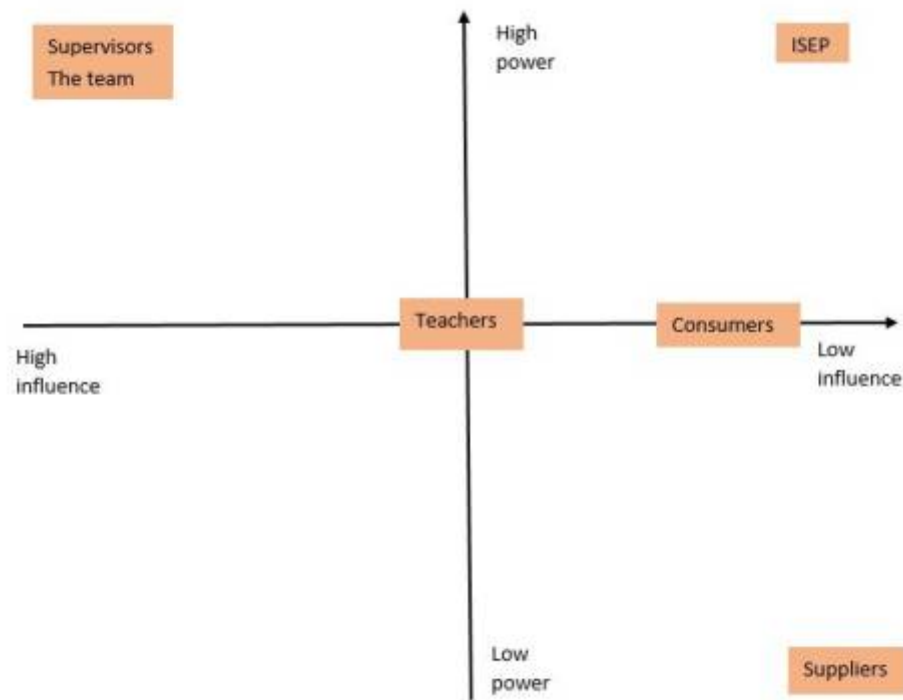 Supervisors
The team
High
power
ISEP
Teachers
Consumers
High
influence
Low
influence
Low
power
Suppliers